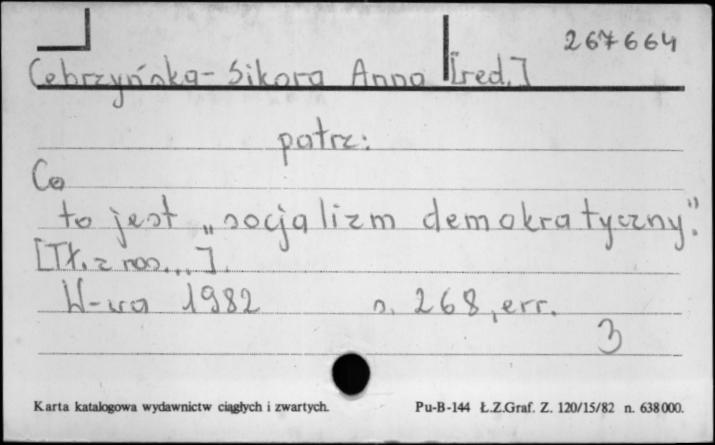 267664
Cebrzyńska-Sikora Anna [red.]
patrz:
Co
to jest „socjalizm demokratyczny".
[Tł. z ros...].
W-wa 1982 s. 268, err.
3
Karta katalogowa wydawnictw ciągłych i zwartych. Pu-B-144 Ł.Z.Graf. Z. 120/15/82 n. 638000.